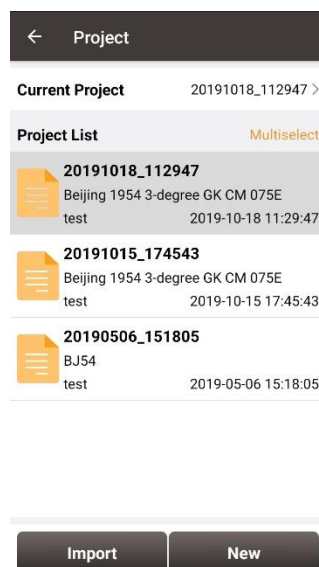 Project
Current Project 20191018_112947
Project List Multiselect
20191018_112947
Beijing 1954 3-degree GK CM 075E
test 2019-10-18 11:29:47
20191015_174543
Beijing 1954 3-degree GK CM 075E
test 2019-10-15 17:45:43
20190506_151805
BJ54
test 2019-05-06 15:18:05
Import New